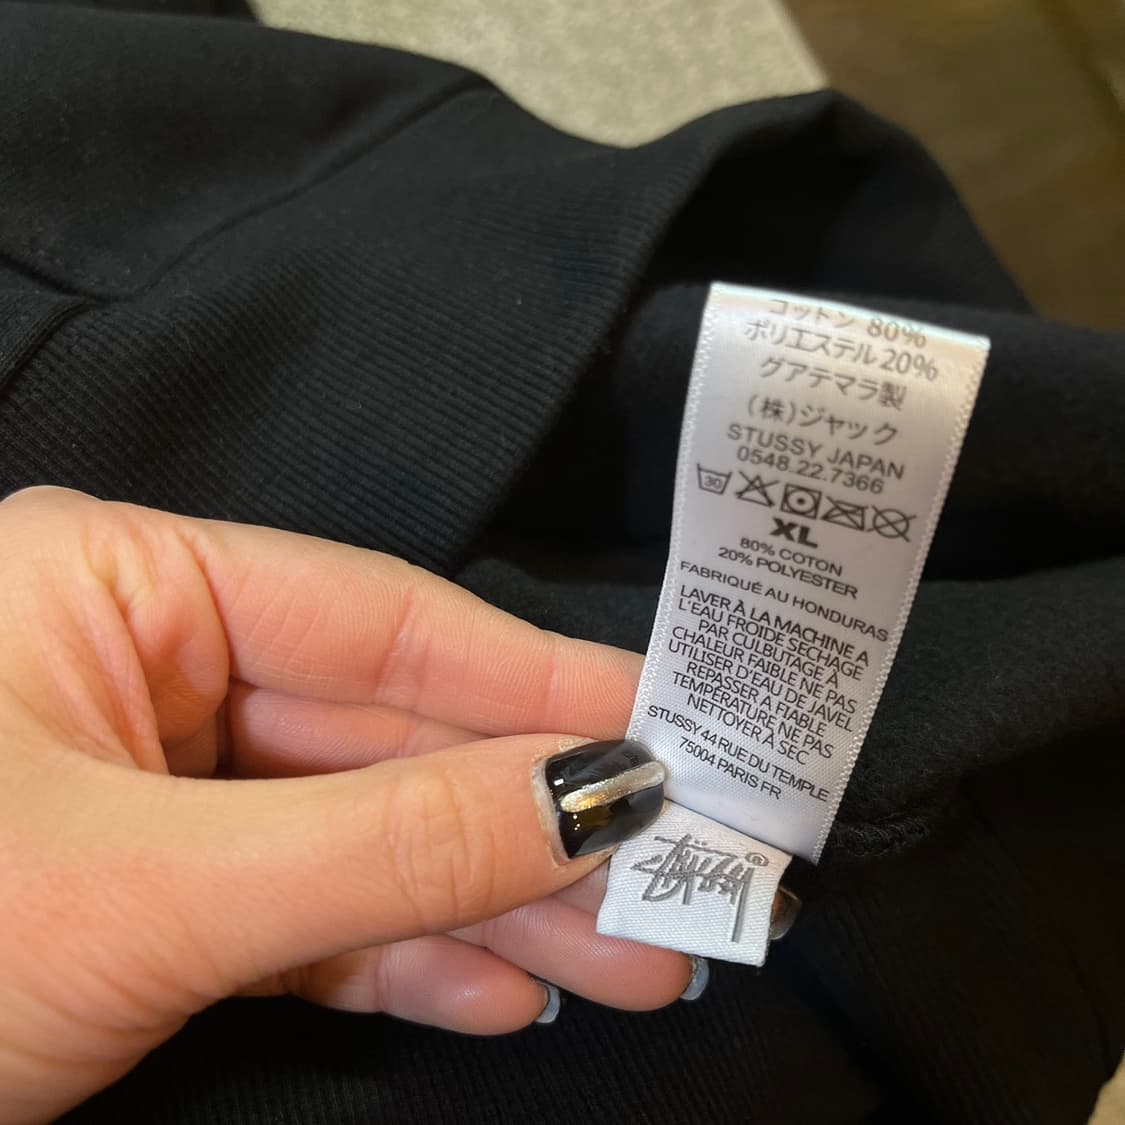 コットン 80%
ポリエステル 20%
グアテマラ製
(株)ジャック
STUSSY JAPAN
0548.22.7366
30
XL
80% COTON
20% POLYESTER
FABRIQUÉ AU HONDURAS
LAVER À LA MACHINE A
L'EAU FROIDE SECHAGE
PAR CULBUTAGE À
CHALEUR FAIBLE NE PAS
UTILISER D'EAU DE JAVEL
REPASSER A FIABLE
TEMPÉRATURE NE PAS
NETTOYER À SEC
STUSSY 44 RUE DU TEMPLE
75004 PARIS FR
Stüssy ®